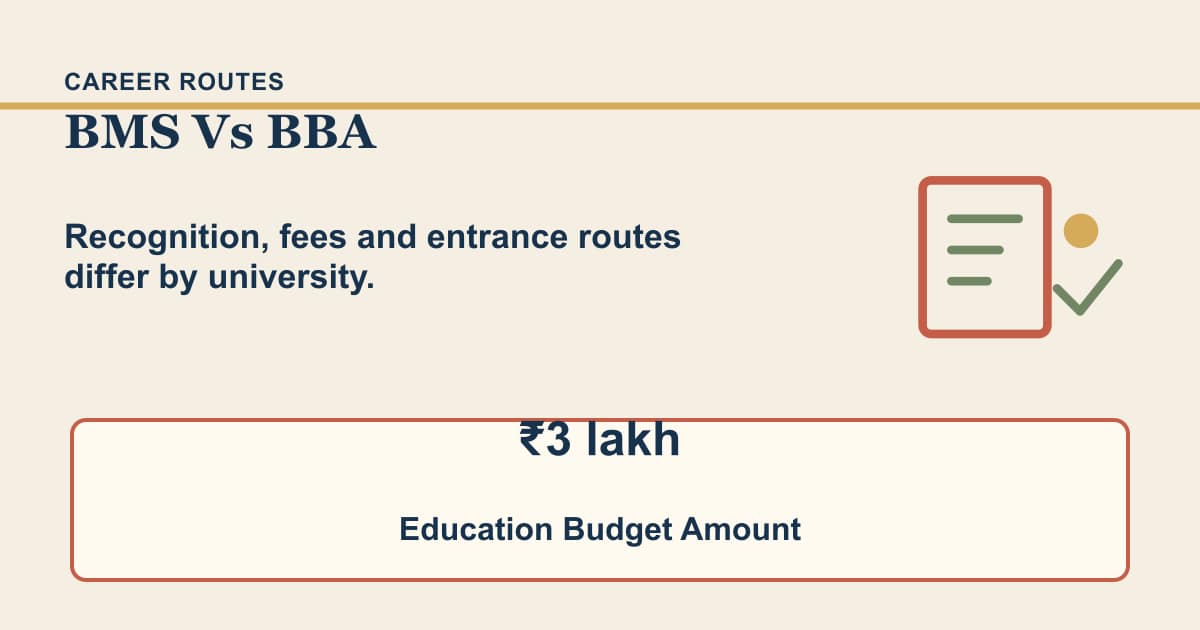 CAREER ROUTES
BMS Vs BBA
Recognition, fees and entrance routes
differ by university.
₹3 lakh
Education Budget Amount